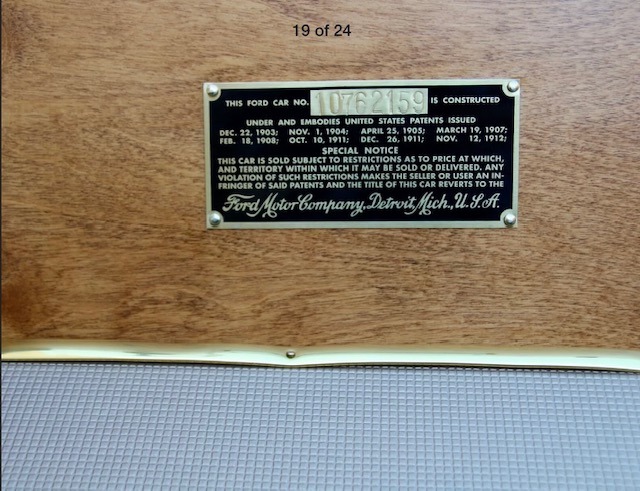 19 of 24
THIS FORD CAR NO. 10762159 IS CONSTRUCTED
UNDER AND EMBODIES UNITED STATES PATENTS ISSUED
DEC. 22, 1903; NOV. 1, 1904; APRIL 25, 1905; MARCH 19, 1907;
FEB. 18, 1908; OCT. 10, 1911; DEC. 26, 1911; NOV. 12, 1912;
SPECIAL NOTICE
THIS CAR IS SOLD SUBJECT TO RESTRICTIONS AS TO PRICE AT WHICH,
AND TERRITORY WITHIN WHICH IT MAY BE SOLD OR DELIVERED. ANY
VIOLATION OF SUCH RESTRICTIONS MAKES THE SELLER OR USER AN IN-
FRINGER OF SAID PATENTS AND THE TITLE OF THIS CAR REVERTS TO THE
Ford Motor Company, Detroit, Mich., U.S.A.